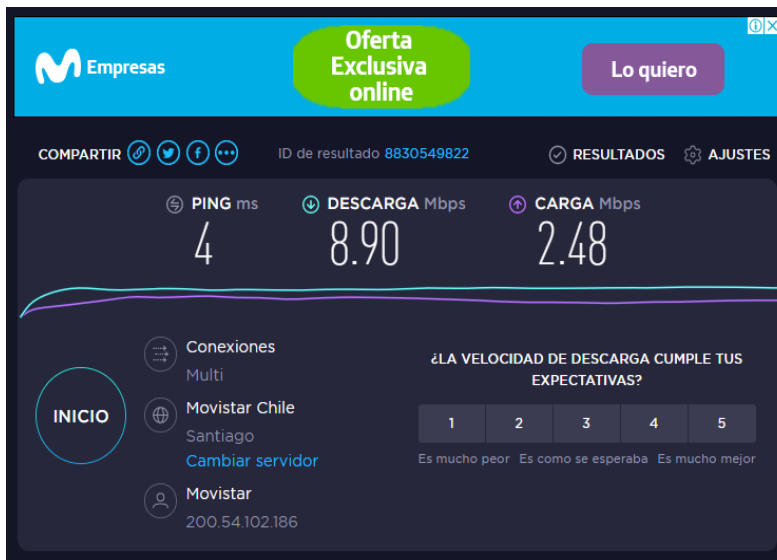 Empresas
Oferta
Exclusiva
online
Lo quiero
COMPARTIR
ID de resultado 8830549822
RESULTADOS
AJUSTES
PING ms
DESCARGA Mbps
CARGA Mbps
4
8.90
2.48
INICIO
Conexiones
Multi
Movistar Chile
Santiago
Cambiar servidor
Movistar
200.54.102.186
¿LA VELOCIDAD DE DESCARGA CUMPLE TUS
EXPECTATIVAS?
1 2 3 4 5
Es mucho peor Es como se esperaba Es mucho mejor